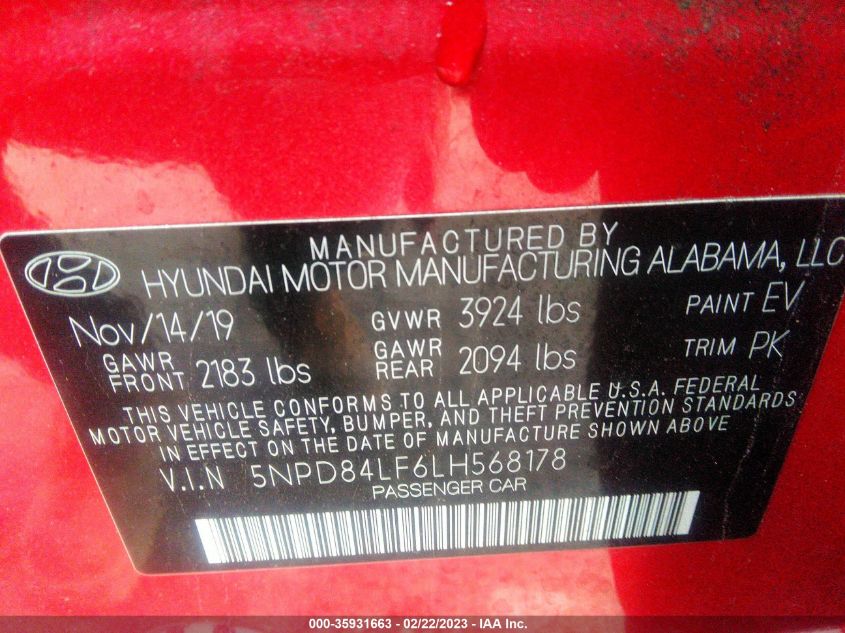 MANUFACTURED BY
HYUNDAI MOTOR MANUFACTURING ALABAMA, LLC
Nov/14/19 GVWR 3924 lbs PAINT EV
GAWR FRONT 2183 lbs GAWR REAR 2094 lbs TRIM PK
THIS VEHICLE CONFORMS TO ALL APPLICABLE U.S.A. FEDERAL
MOTOR VEHICLE SAFETY, BUMPER, AND THEFT PREVENTION STANDARDS
IN EFFECT ON THE DATE OF MANUFACTURE SHOWN ABOVE
V.I.N 5NPD84LF6LH568178
PASSENGER CAR
000-35931663 - 02/22/2023 - IAA Inc.